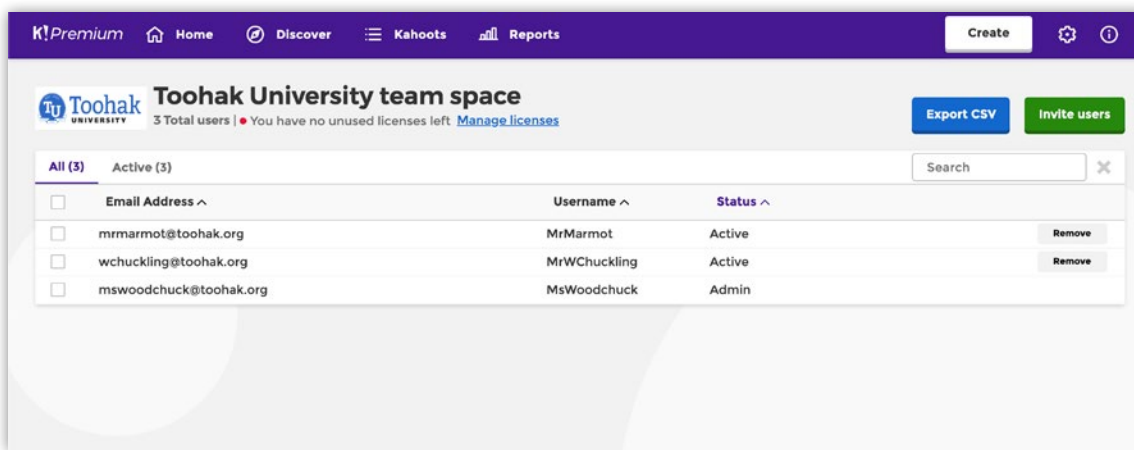 K!Premium Home Discover Kahoots Reports Create
TU Toohak UNIVERSITY
Toohak University team space
3 Total users | • You have no unused licenses left Manage licenses
Export CSV Invite users
All (3) Active (3) Search
Email Address Username Status
mrmarmot@toohak.org MrMarmot Active Remove
wchuckling@toohak.org MrWChuckling Active Remove
mswoodchuck@toohak.org MsWoodchuck Admin